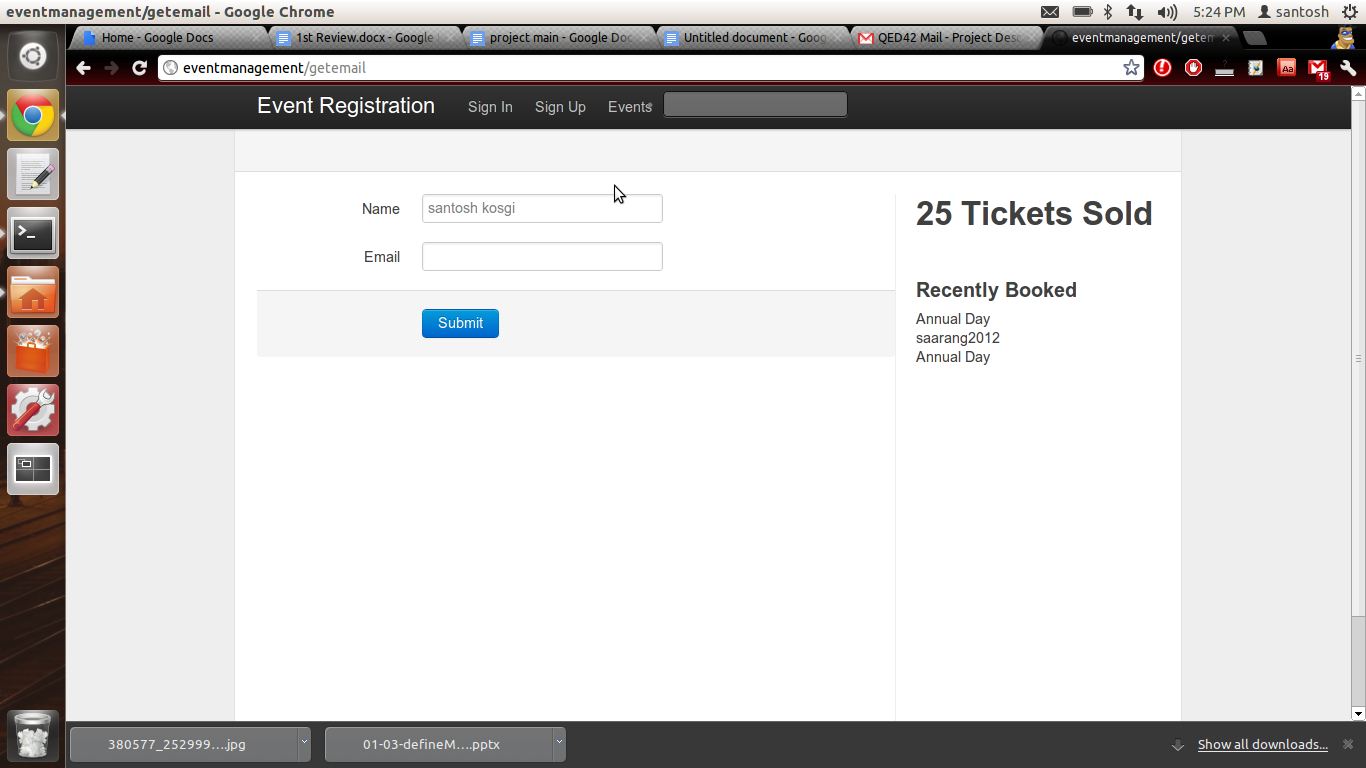 eventmanagement/getemail - Google Chrome
5:24 PM
santosh
Home - Google Docs
1st Review.docx - Google
project main - Google Doc
Untitled document - Goog
QED42 Mail - Project Des
eventmanagement/getem
eventmanagement/getemail
Aa
19
Event Registration
Sign In
Sign Up
Events
Name
santosh kosgi
Email
Submit
25 Tickets Sold
Recently Booked
Annual Day
saarang2012
Annual Day
380577_252999....jpg
01-03-defineM....pptx
Show all downloads...